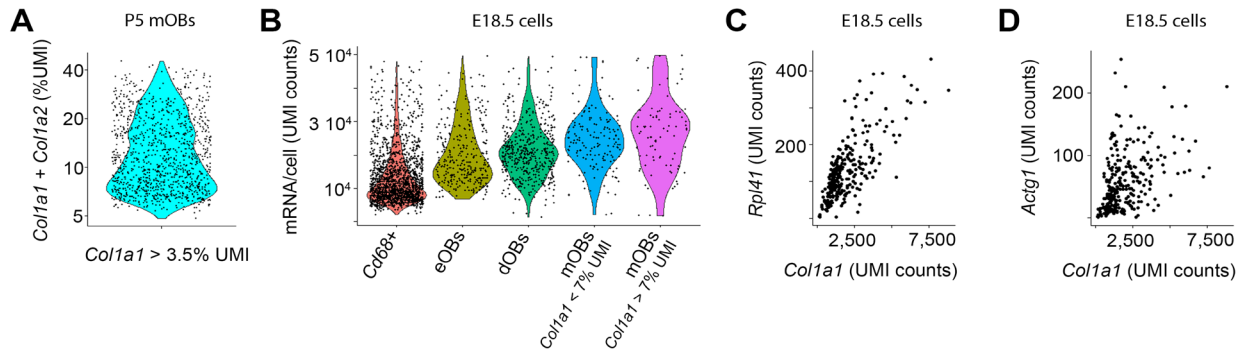 A
P5 mOBs
Col1a1 + Col1a2 (%UMI)
40
20
10
5
Col1a1 > 3.5% UMI
B
E18.5 cells
mRNA/cell (UMI counts)
5 10⁴
3 10⁴
10⁴
Cd68+
eOBs
dOBs
mOBs
Col1a1 < 7% UMI
mOBs
Col1a1 > 7% UMI
C
E18.5 cells
Rpl41 (UMI counts)
400
200
0
2,500
7,500
Col1a1 (UMI counts)
D
E18.5 cells
Actg1 (UMI counts)
200
100
0
2,500
7,500
Col1a1 (UMI counts)